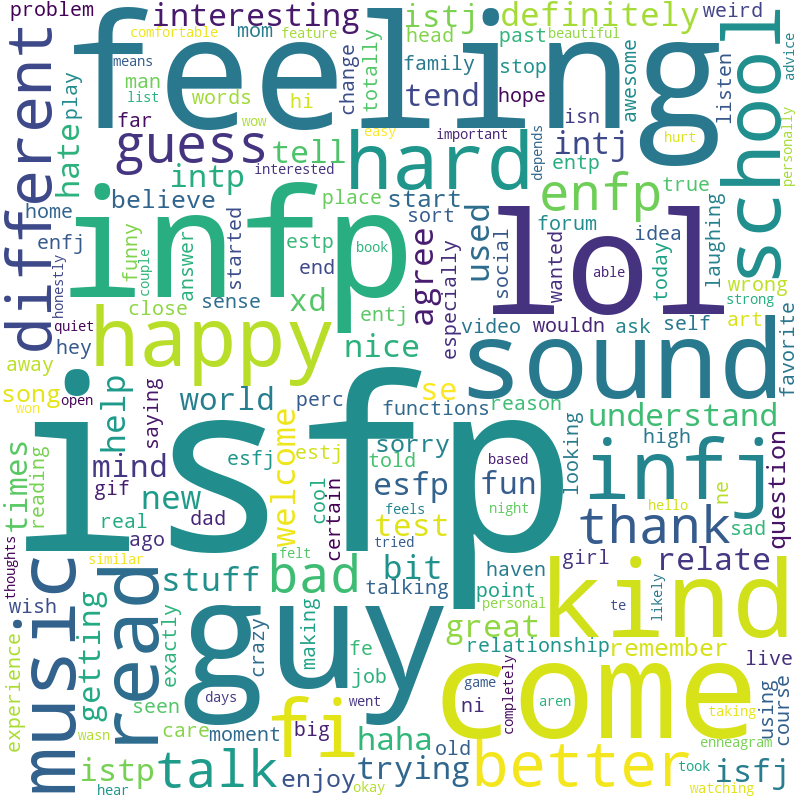 problem
interesting
comfortable
mom
feature
istj
head
definitely
past
beautiful
weird
feeling
school
advice
means
list
man
words
hi
change
totally
family
stop
tend
hope
isn
awesome
listen
personally
different
hate
play
far
wow
guess
tell
easy
important
hard
intj
entp
depends
hurt
intp
interested
believe
place
start
enfp
true
home
enfj
infp
sort
forum
idea
lol
laughing
funny
couple
answer
started
estp
end
book
agree
especially
used
social
wanted
able
today
wrong
strong
honestly
close
sense
xd
entj
video
wouldn
ask
self
art
favorite
quiet
hey
happy
nice
sound
away
song
won
open
help
saying
world
perc
se
functions
reason
understand
isfp
welcome
estj
esfj
sorry
told
looking
high
infj
question
times
reading
mind
gif
new
cool
certain
esfp
based
fun
ne
hello
real
ago
dad
test
feels
night
thank
sad
thoughts
similar
felt
tried
haven
girl
relate
music
read
stuff
bad
bit
talking
point
personal
te
likely
kind
wish
guy
getting
exactly
crazy
making
fe
job
great
relationship
remember
live
experience
seen
care
days
fi
went
ni
game
completely
come
aren
taking
using
course
wasn
moment
big
haha
old
enneagram
istp
talk
enjoy
trying
better
took
isfj
hear
okay
watching